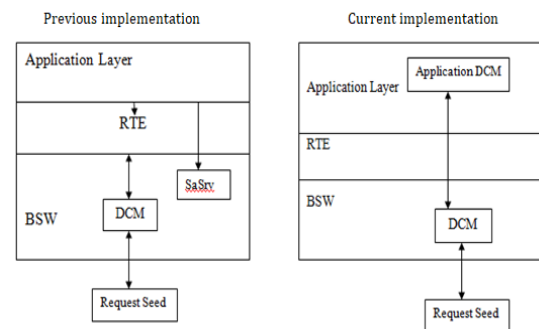 Previous implementation
Application Layer
RTE
SaSrv
DCM
BSW
Request Seed
Current implementation
Application DCM
Application Layer
RTE
BSW
DCM
Request Seed